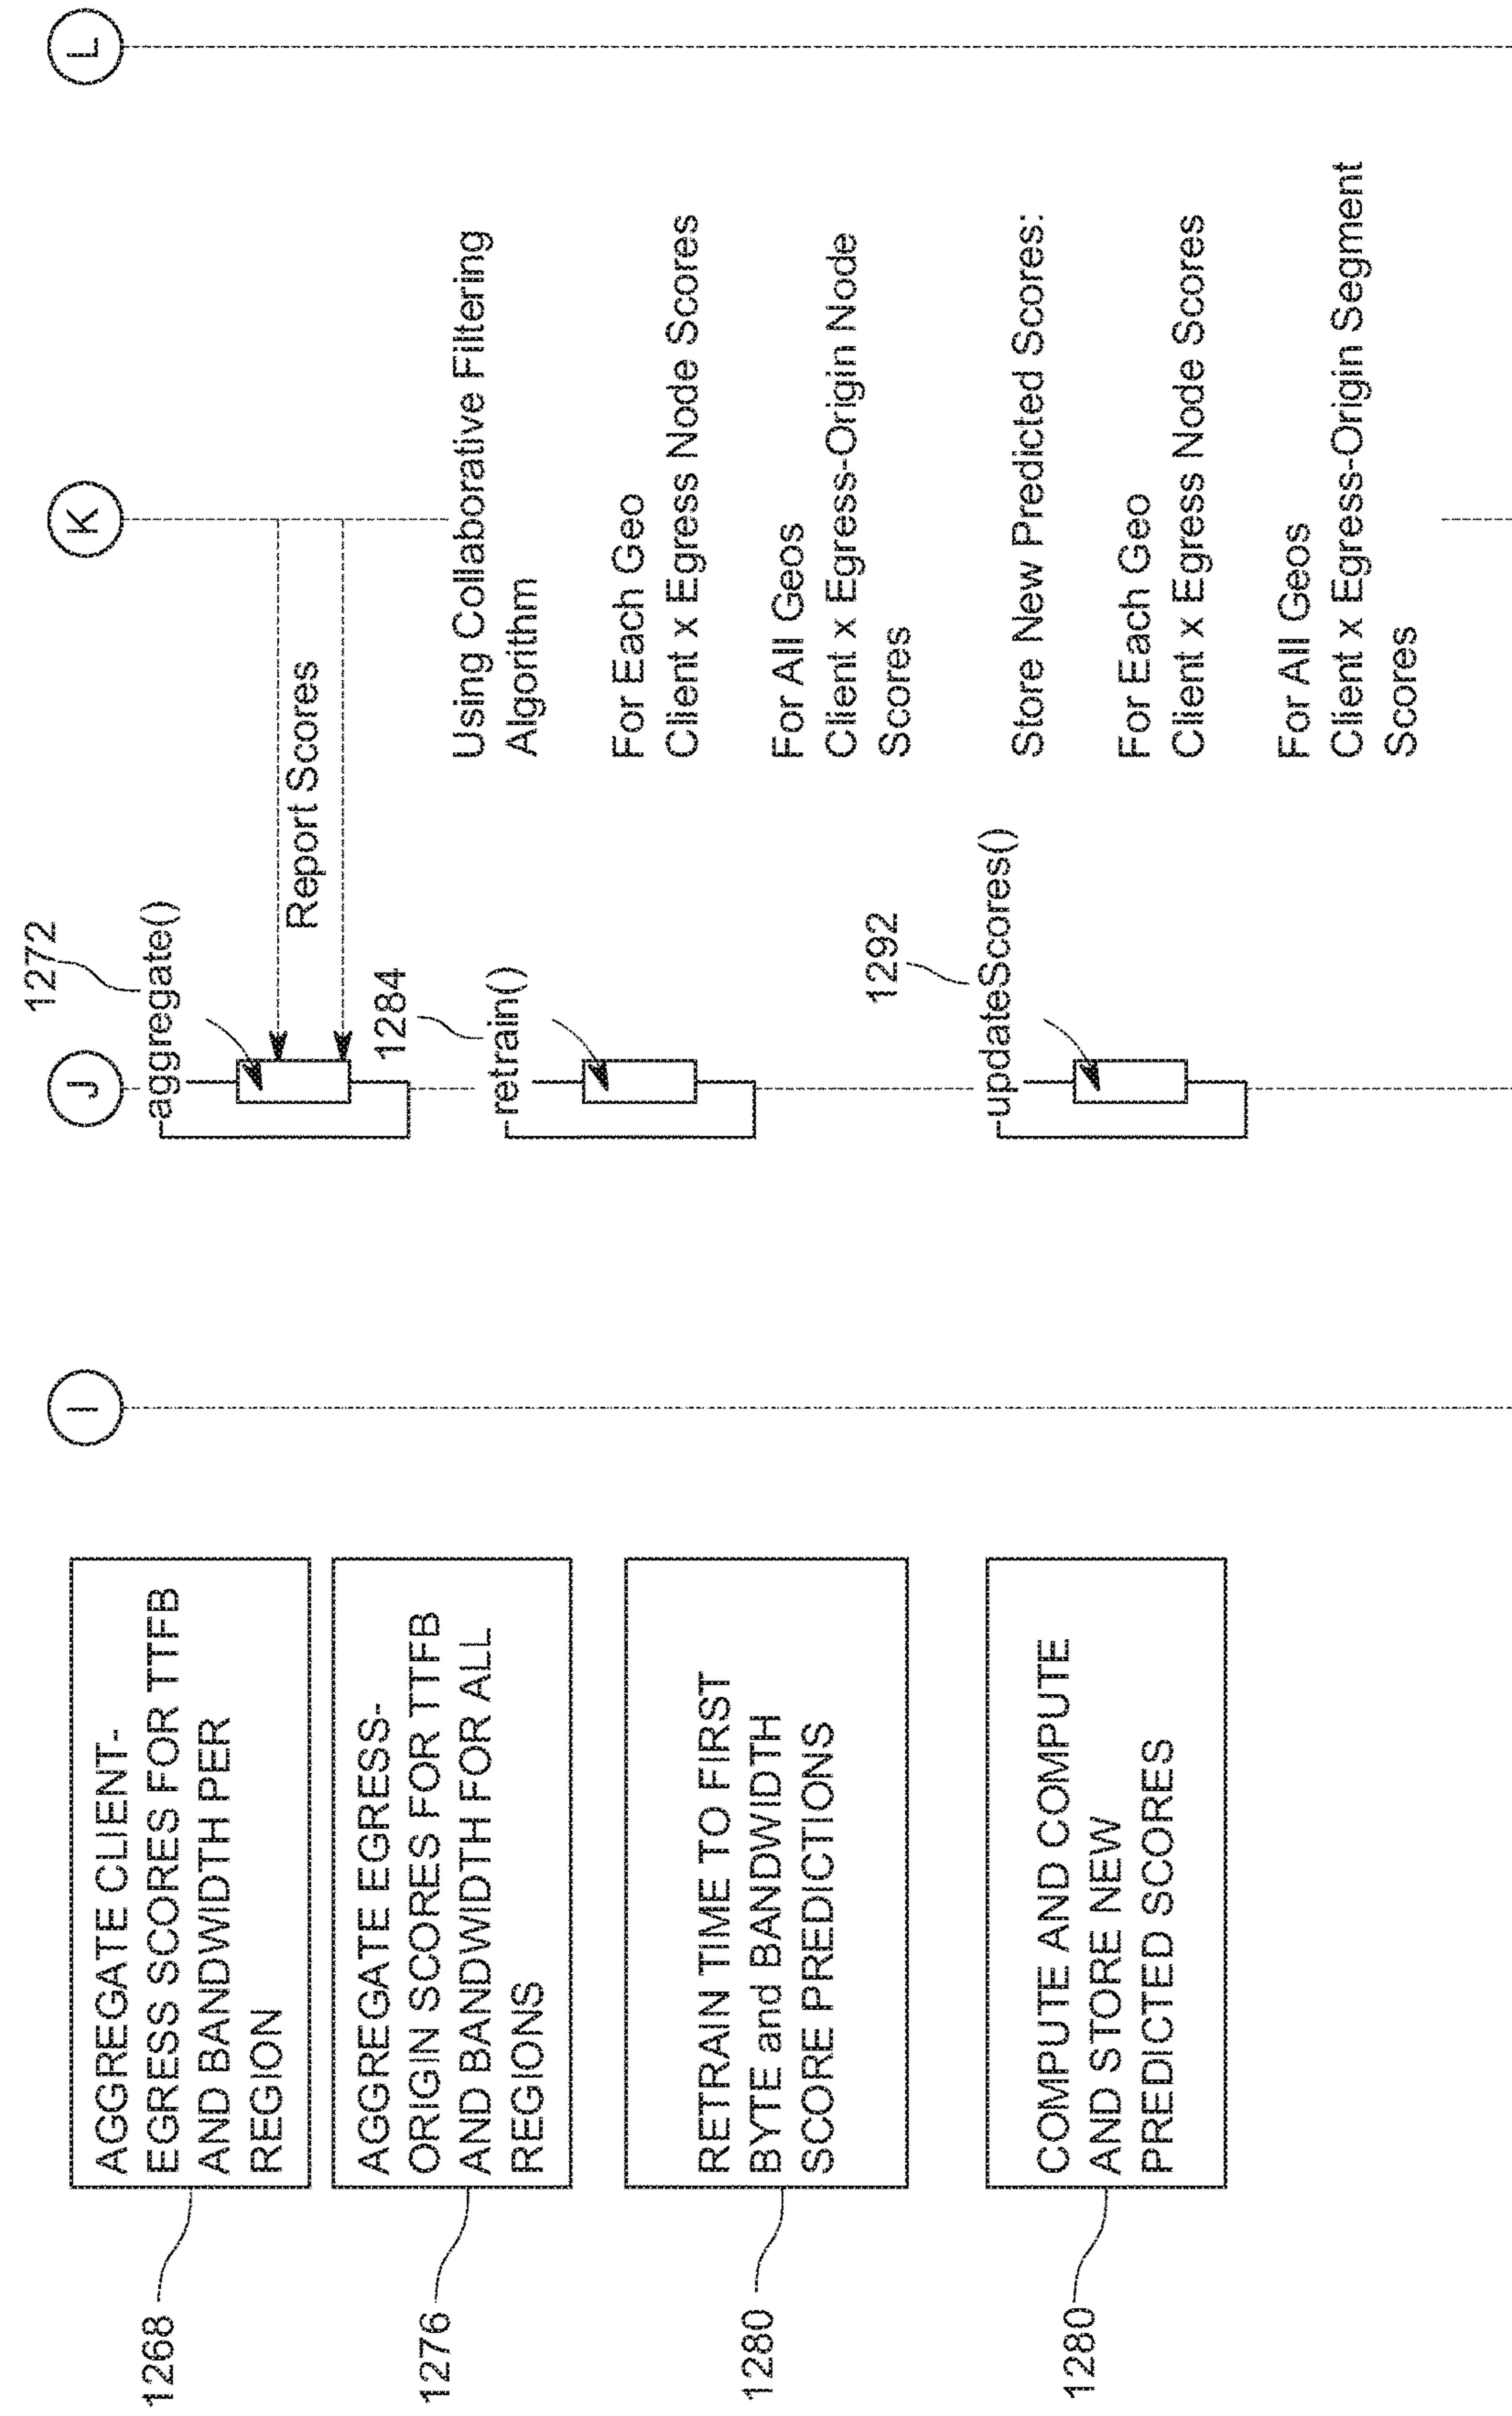 1268
AGGREGATE CLIENT-
EGRESS SCORES FOR TTFB
AND BANDWIDTH PER
REGION
1276
AGGREGATE EGRESS-
ORIGIN SCORES FOR TTFB
AND BANDWIDTH FOR ALL
REGIONS
1280
RETRAIN TIME TO FIRST
BYTE and BANDWIDTH
SCORE PREDICTIONS
1280
COMPUTE AND COMPUTE
AND STORE NEW
PREDICTED SCORES
I
J
K
L
1272
aggregate()
Report Scores
1284
retrain()
Using Collaborative Filtering
Algorithm
For Each Geo
Client x Egress Node Scores
For All Geos
Client x Egress-Origin Node
Scores
1292
updateScores()
Store New Predicted Scores:
For Each Geo
Client x Egress Node Scores
For All Geos
Client x Egress-Origin Segment
Scores